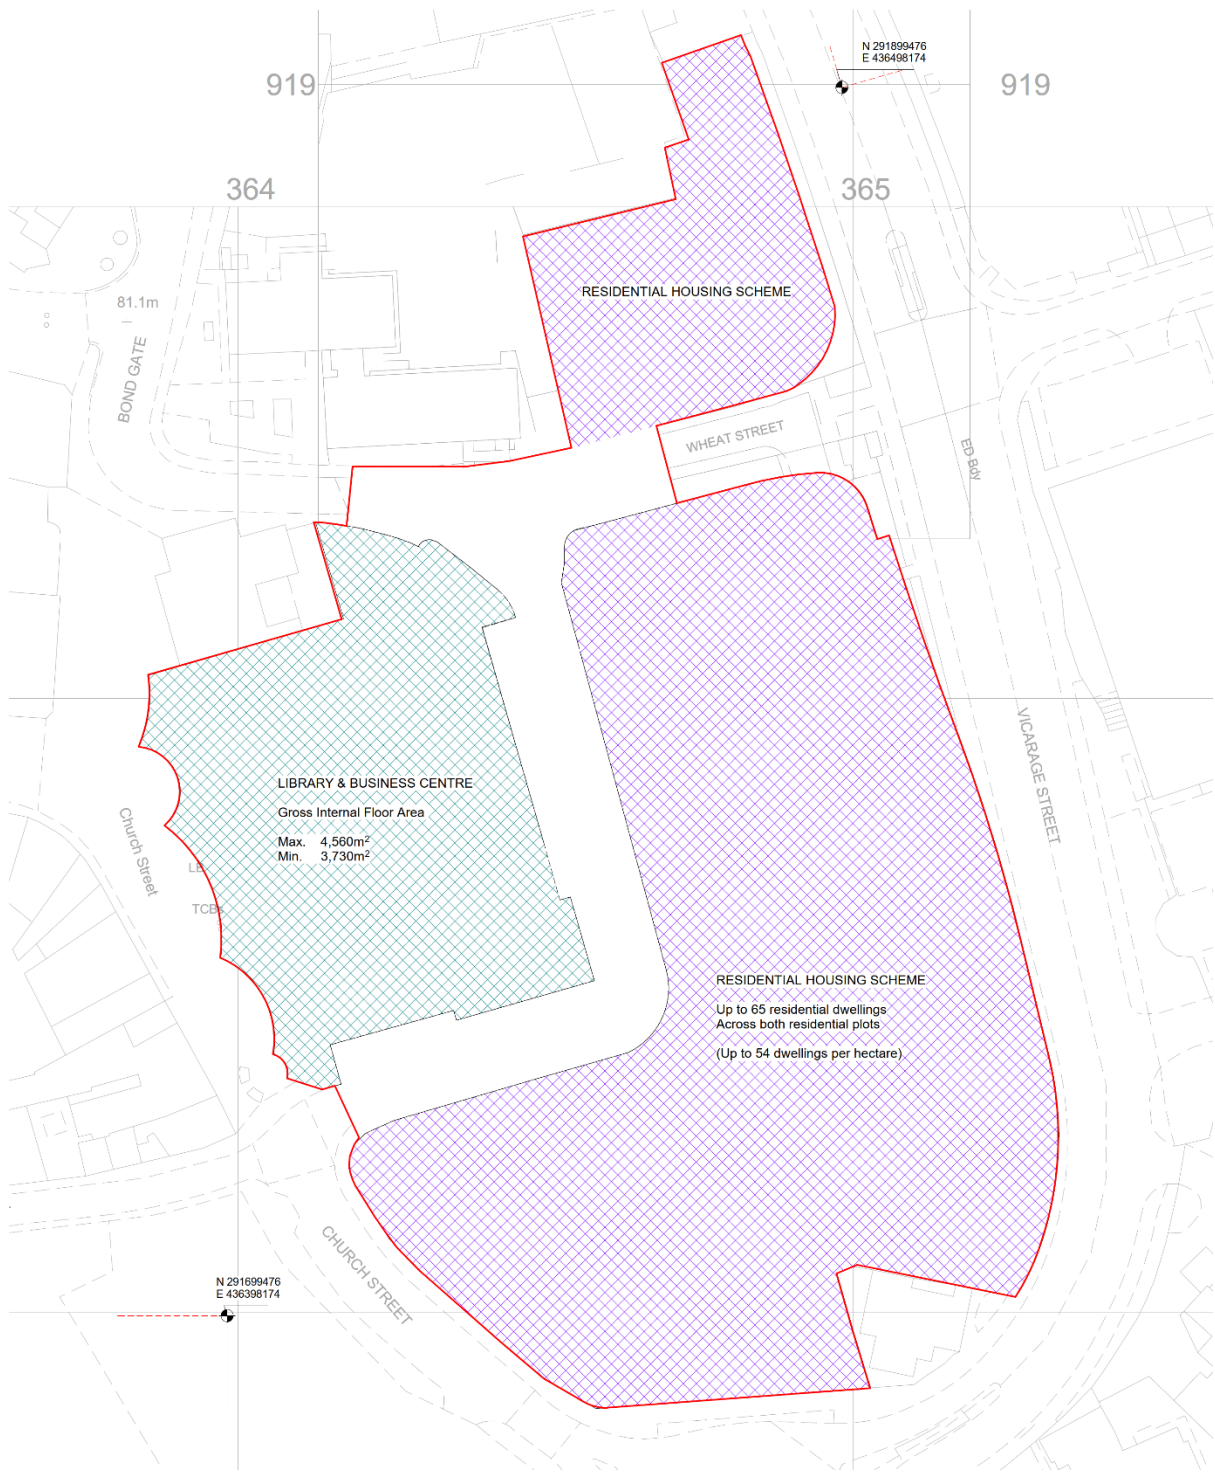 N 291899476
E 436498174
919
919
364
365
81.1m
BOND GATE
RESIDENTIAL HOUSING SCHEME
WHEAT STREET
ED Bdy
VICARAGE STREET
LIBRARY & BUSINESS CENTRE
Gross Internal Floor Area
Max. 4,560m²
Min. 3,730m²
Church Street
LB
TCBs
RESIDENTIAL HOUSING SCHEME
Up to 65 residential dwellings
Across both residential plots
(Up to 54 dwellings per hectare)
CHURCH STREET
N 291699476
E 436398174